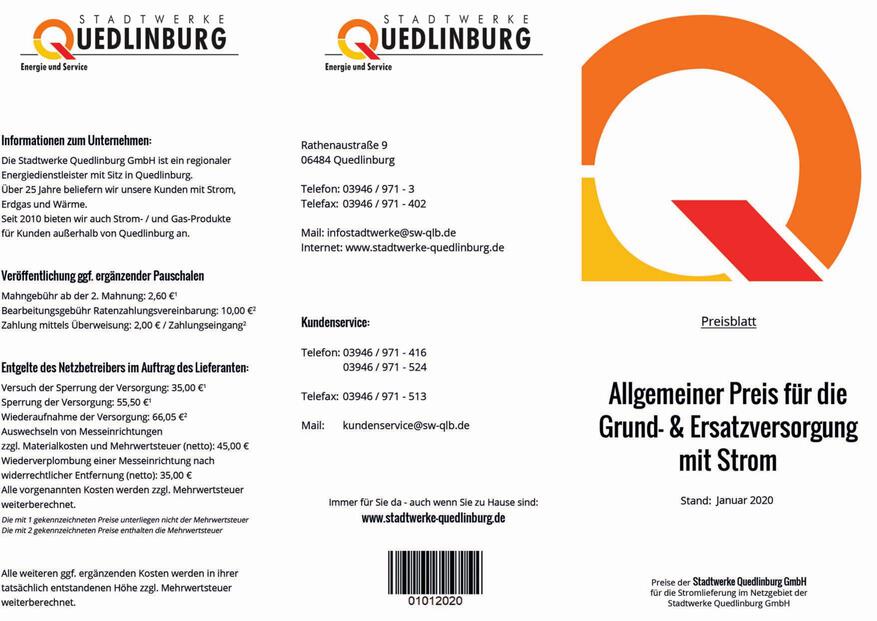 STADTWERKE
QUEDLINBURG
Energie und Service
Informationen zum Unternehmen:
Die Stadtwerke Quedlinburg GmbH ist ein regionaler
Energiedienstleister mit Sitz in Quedlinburg.
Über 25 Jahre beliefern wir unsere Kunden mit Strom,
Erdgas und Wärme.
Seit 2010 bieten wir auch Strom- / und Gas-Produkte
für Kunden außerhalb von Quedlinburg an.
Veröffentlichung ggf. ergänzender Pauschalen
Mahngebühr ab der 2. Mahnung: 2,60 €¹
Bearbeitungsgebühr Ratenzahlungsvereinbarung: 10,00 €²
Zahlung mittels Überweisung: 2,00 € / Zahlungseingang²
Entgelte des Netzbetreibers im Auftrag des Lieferanten:
Versuch der Sperrung der Versorgung: 35,00 €¹
Sperrung der Versorgung: 55,50 €¹
Wiederaufnahme der Versorgung: 66,05 €²
Auswechseln von Messeinrichtungen
zzgl. Materialkosten und Mehrwertsteuer (netto): 45,00 €
Wiederverplombung einer Messeinrichtung nach
widerrechtlicher Entfernung (netto): 35,00 €
Alle vorgenannten Kosten werden zzgl. Mehrwertsteuer
weiterberechnet.
Die mit 1 gekennzeichneten Preise unterliegen nicht der Mehrwertsteuer
Die mit 2 gekennzeichneten Preise enthalten die Mehrwertsteuer
Alle weiteren ggf. ergänzenden Kosten werden in ihrer
tatsächlich entstandenen Höhe zzgl. Mehrwertsteuer
weiterberechnet.
STADTWERKE
QUEDLINBURG
Energie und Service
Rathenaustraße 9
06484 Quedlinburg
Telefon: 03946 / 971 - 3
Telefax: 03946 / 971 - 402
Mail: infostadtwerke@sw-qlb.de
Internet: www.stadtwerke-quedlinburg.de
Kundenservice:
Telefon: 03946 / 971 - 416
03946 / 971 - 524
Telefax: 03946 / 971 - 513
Mail: kundenservice@sw-qlb.de
Immer für Sie da - auch wenn Sie zu Hause sind:
www.stadtwerke-quedlinburg.de
01012020
Preisblatt
Allgemeiner Preis für die
Grund- & Ersatzversorgung
mit Strom
Stand: Januar 2020
Preise der Stadtwerke Quedlinburg GmbH
für die Stromlieferung im Netzgebiet der
Stadtwerke Quedlinburg GmbH